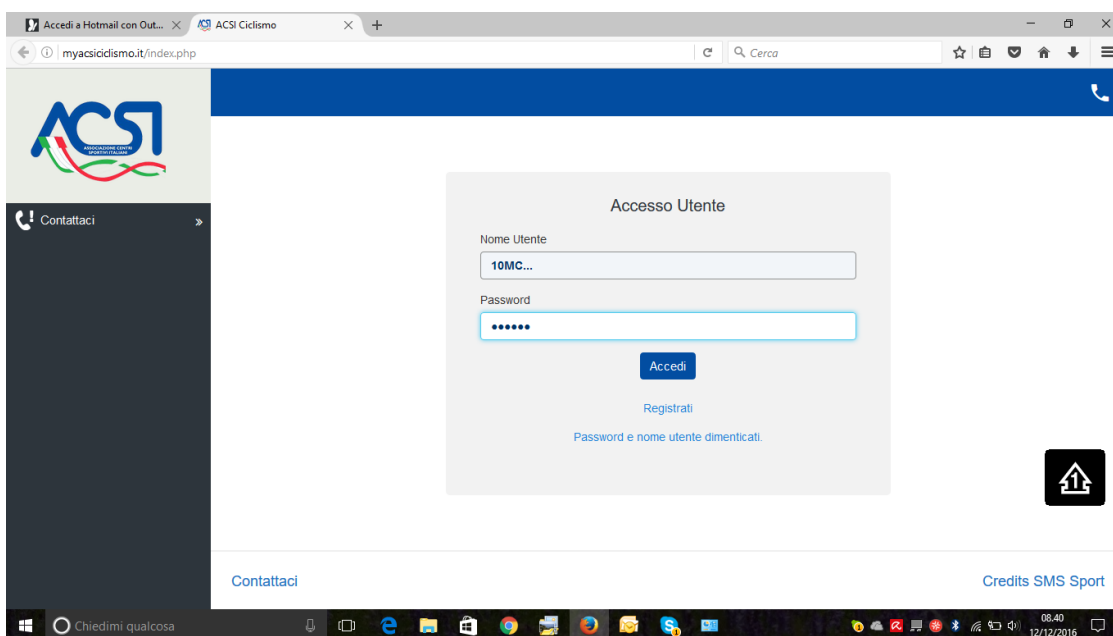 Accedi a Hotmail con Out...
ACSI Ciclismo
myacsiciclismo.it/index.php
Cerca
ACSI
ASSOCIAZIONE CENTRI
SPORTIVI ITALIANI
Contattaci
Accesso Utente
Nome Utente
10MC...
Password
Accedi
Registrati
Password e nome utente dimenticati.
1
Contattaci
Credits SMS Sport
Chiedimi qualcosa
08.40
12/12/2016